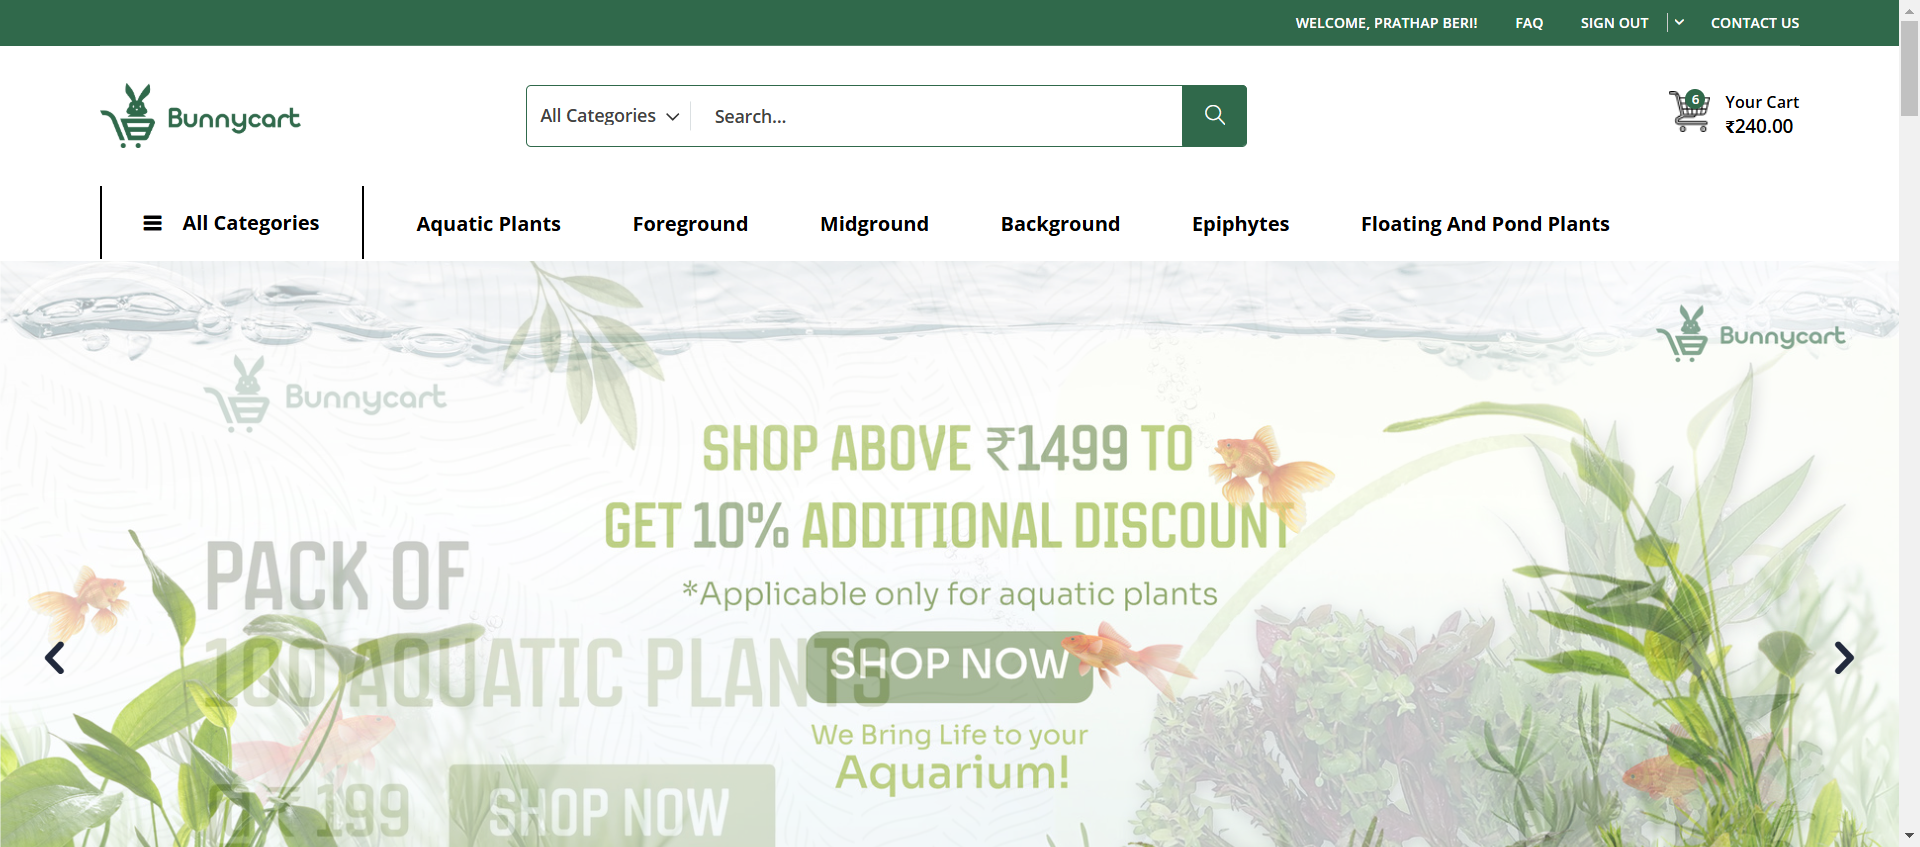 WELCOME, PRATHAP BERI! FAQ SIGN OUT CONTACT US
Bunnycart
All Categories Search...
6
Your Cart
₹240.00
All Categories Aquatic Plants Foreground Midground Background Epiphytes Floating And Pond Plants
Bunnycart
Bunnycart
SHOP ABOVE ₹1499 TO
GET 10% ADDITIONAL DISCOUNT
*Applicable only for aquatic plants
SHOP NOW
We Bring Life to your
Aquarium!
PACK OF
100 AQUATIC PLANTS
₹ 199
SHOP NOW